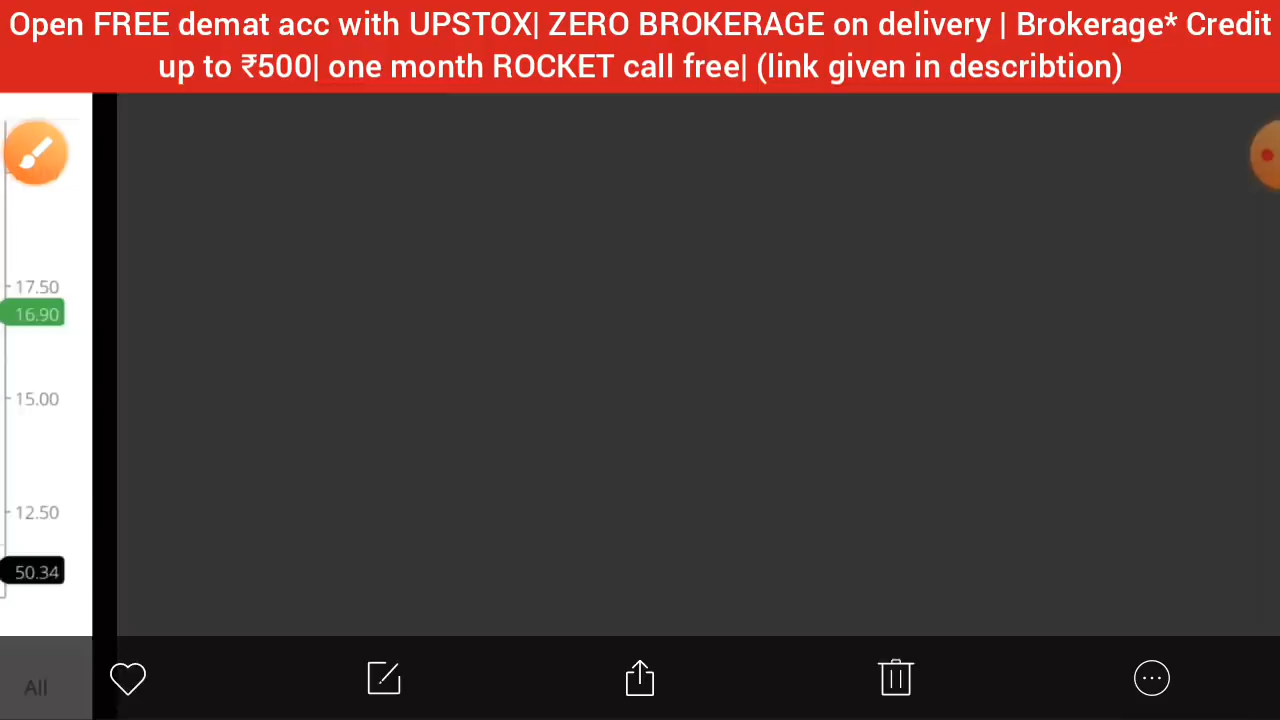 Open FREE demat acc with UPSTOX| ZERO BROKERAGE on delivery | Brokerage* Credit
up to ₹500| one month ROCKET call free| (link given in describtion)
17.50
16.90
15.00
12.50
50.34
All